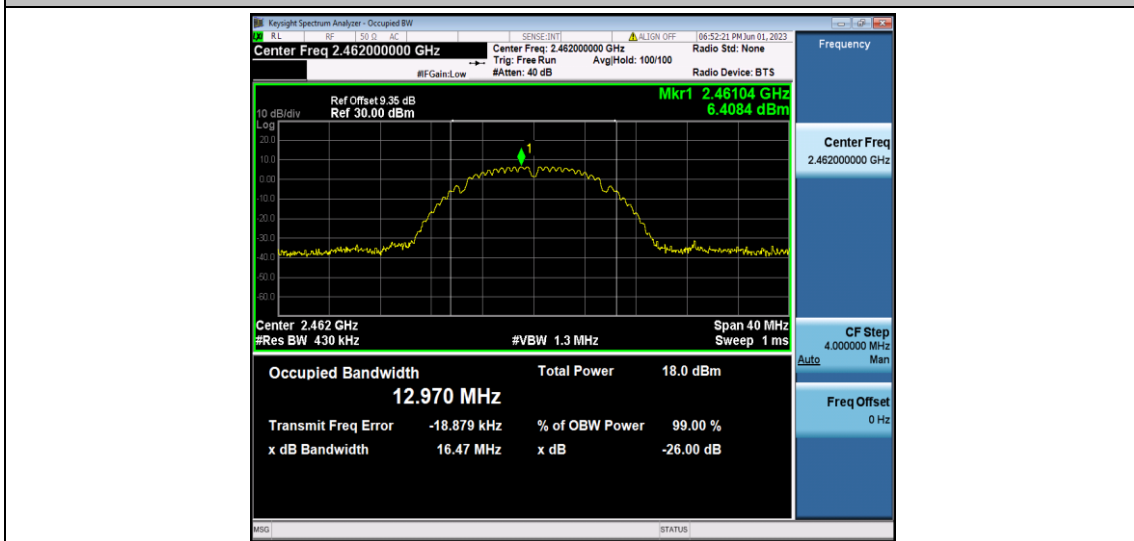 Keysight Spectrum Analyzer - Occupied BW
RL RF 50 Ω AC SENSE:INT ALIGN OFF 06:52:21 PM Jun 01, 2023
Center Freq 2.462000000 GHz
Center Freq: 2.462000000 GHz Radio Std: None
Trig: Free Run Avg|Hold: 100/100
#IFGain:Low #Atten: 40 dB Radio Device: BTS
Frequency
Mkr1 2.46104 GHz
6.4084 dBm
Ref Offset 9.35 dB
10 dB/div Ref 30.00 dBm
Log
20.0
10.0
0.00
-10.0
-20.0
-30.0
-40.0
-50.0
-60.0
1
Center 2.462 GHz Span 40 MHz
#Res BW 430 kHz #VBW 1.3 MHz Sweep 1 ms
Center Freq
2.462000000 GHz
CF Step
4.000000 MHz
Auto Man
Freq Offset
0 Hz
Occupied Bandwidth Total Power 18.0 dBm
12.970 MHz
Transmit Freq Error -18.879 kHz % of OBW Power 99.00 %
x dB Bandwidth 16.47 MHz x dB -26.00 dB
MSG STATUS